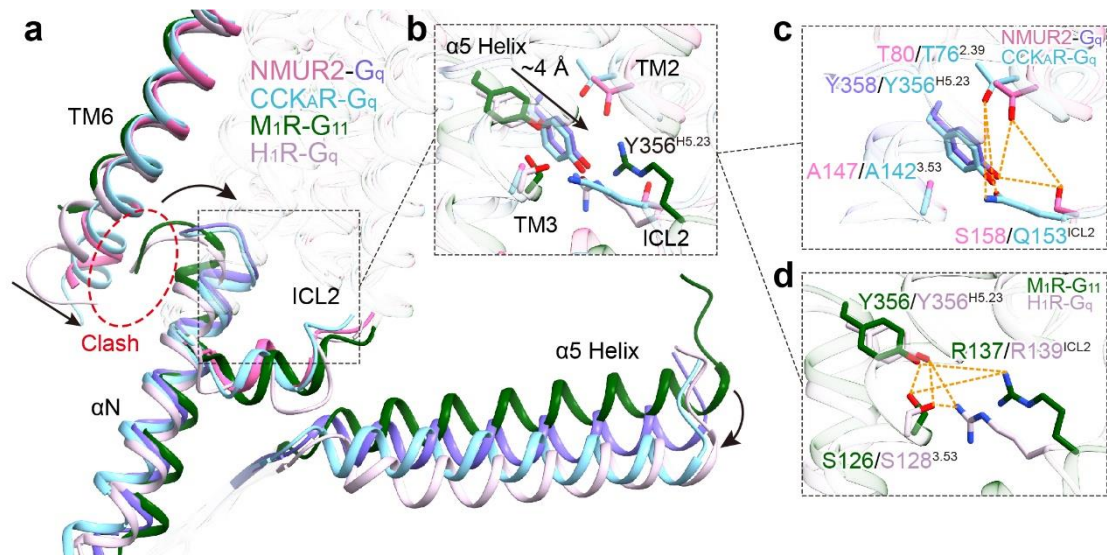 a
TM6
NMUR2-Gq
CCKAR-Gq
M1R-G11
H1R-Gq
Clash
ICL2
αN
α5 Helix
b
α5 Helix
~4 Å
TM2
Y356H5.23
TM3
ICL2
c
NMUR2-Gq
CCKAR-Gq
T80/T762.39
Y358/Y356H5.23
A147/A1423.53
S158/Q153ICL2
d
M1R-G11
H1R-Gq
Y356/Y356H5.23
R137/R139ICL2
S126/S1283.53